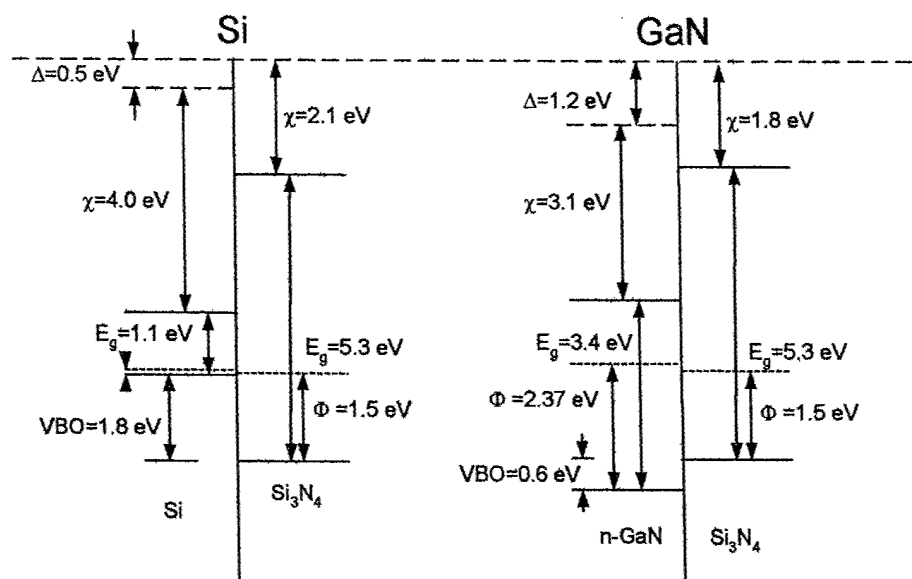 Si
GaN
Δ=0.5 eV
χ=2.1 eV
Δ=1.2 eV
χ=1.8 eV
χ=4.0 eV
χ=3.1 eV
E_g=1.1 eV
E_g=5.3 eV
E_g=3.4 eV
E_g=5.3 eV
Φ =1.5 eV
Φ =2.37 eV
Φ =1.5 eV
VBO=1.8 eV
VBO=0.6 eV
Si
Si₃N₄
n-GaN
Si₃N₄